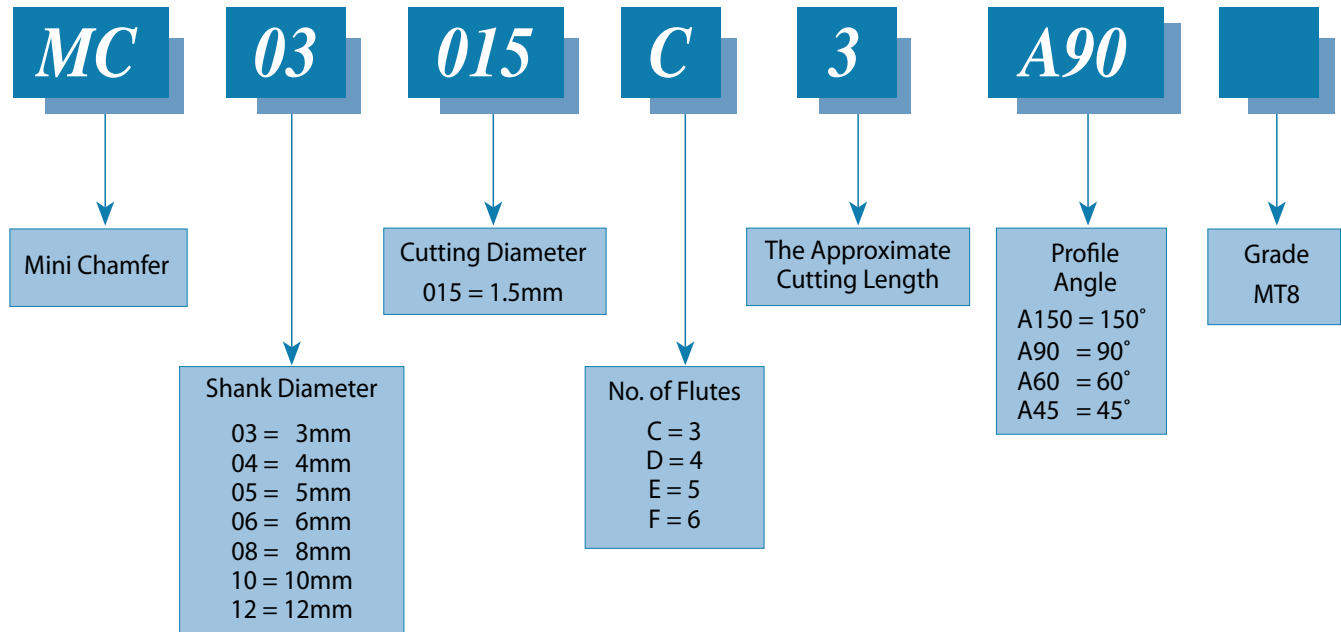 MC 03 015 C 3 A90
Mini Chamfer
Shank Diameter
03 = 3mm
04 = 4mm
05 = 5mm
06 = 6mm
08 = 8mm
10 = 10mm
12 = 12mm
Cutting Diameter
015 = 1.5mm
No. of Flutes
C = 3
D = 4
E = 5
F = 6
The Approximate
Cutting Length
Profile
Angle
A150 = 150˚
A90 = 90˚
A60 = 60˚
A45 = 45˚
Grade
MT8